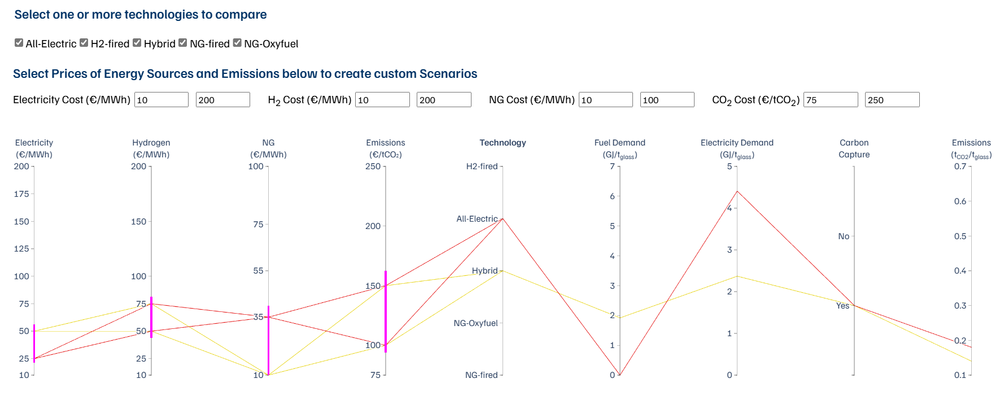 Select one or more technologies to compare
All-Electric H2-fired Hybrid NG-fired NG-Oxyfuel
Select Prices of Energy Sources and Emissions below to create custom Scenarios
Electricity Cost (€/MWh) 10 200 H2 Cost (€/MWh) 10 200 NG Cost (€/MWh) 10 100 CO2 Cost (€/tCO2) 75 250
Electricity
(€/MWh)
200
175
150
125
100
75
50
25
10
Hydrogen
(€/MWh)
200
150
100
75
50
25
10
NG
(€/MWh)
100
75
55
35
10
Emissions
(€/tCO₂)
250
200
150
100
75
Technology
H2-fired
All-Electric
Hybrid
NG-Oxyfuel
NG-fired
Fuel Demand
(GJ/tglass)
7
6
5
4
3
2
1
0
Electricity Demand
(GJ/tglass)
5
4
3
2
1
0
Carbon
Capture
No
Yes
Emissions
(tCO2/tglass)
0.7
0.6
0.5
0.4
0.3
0.2
0.1